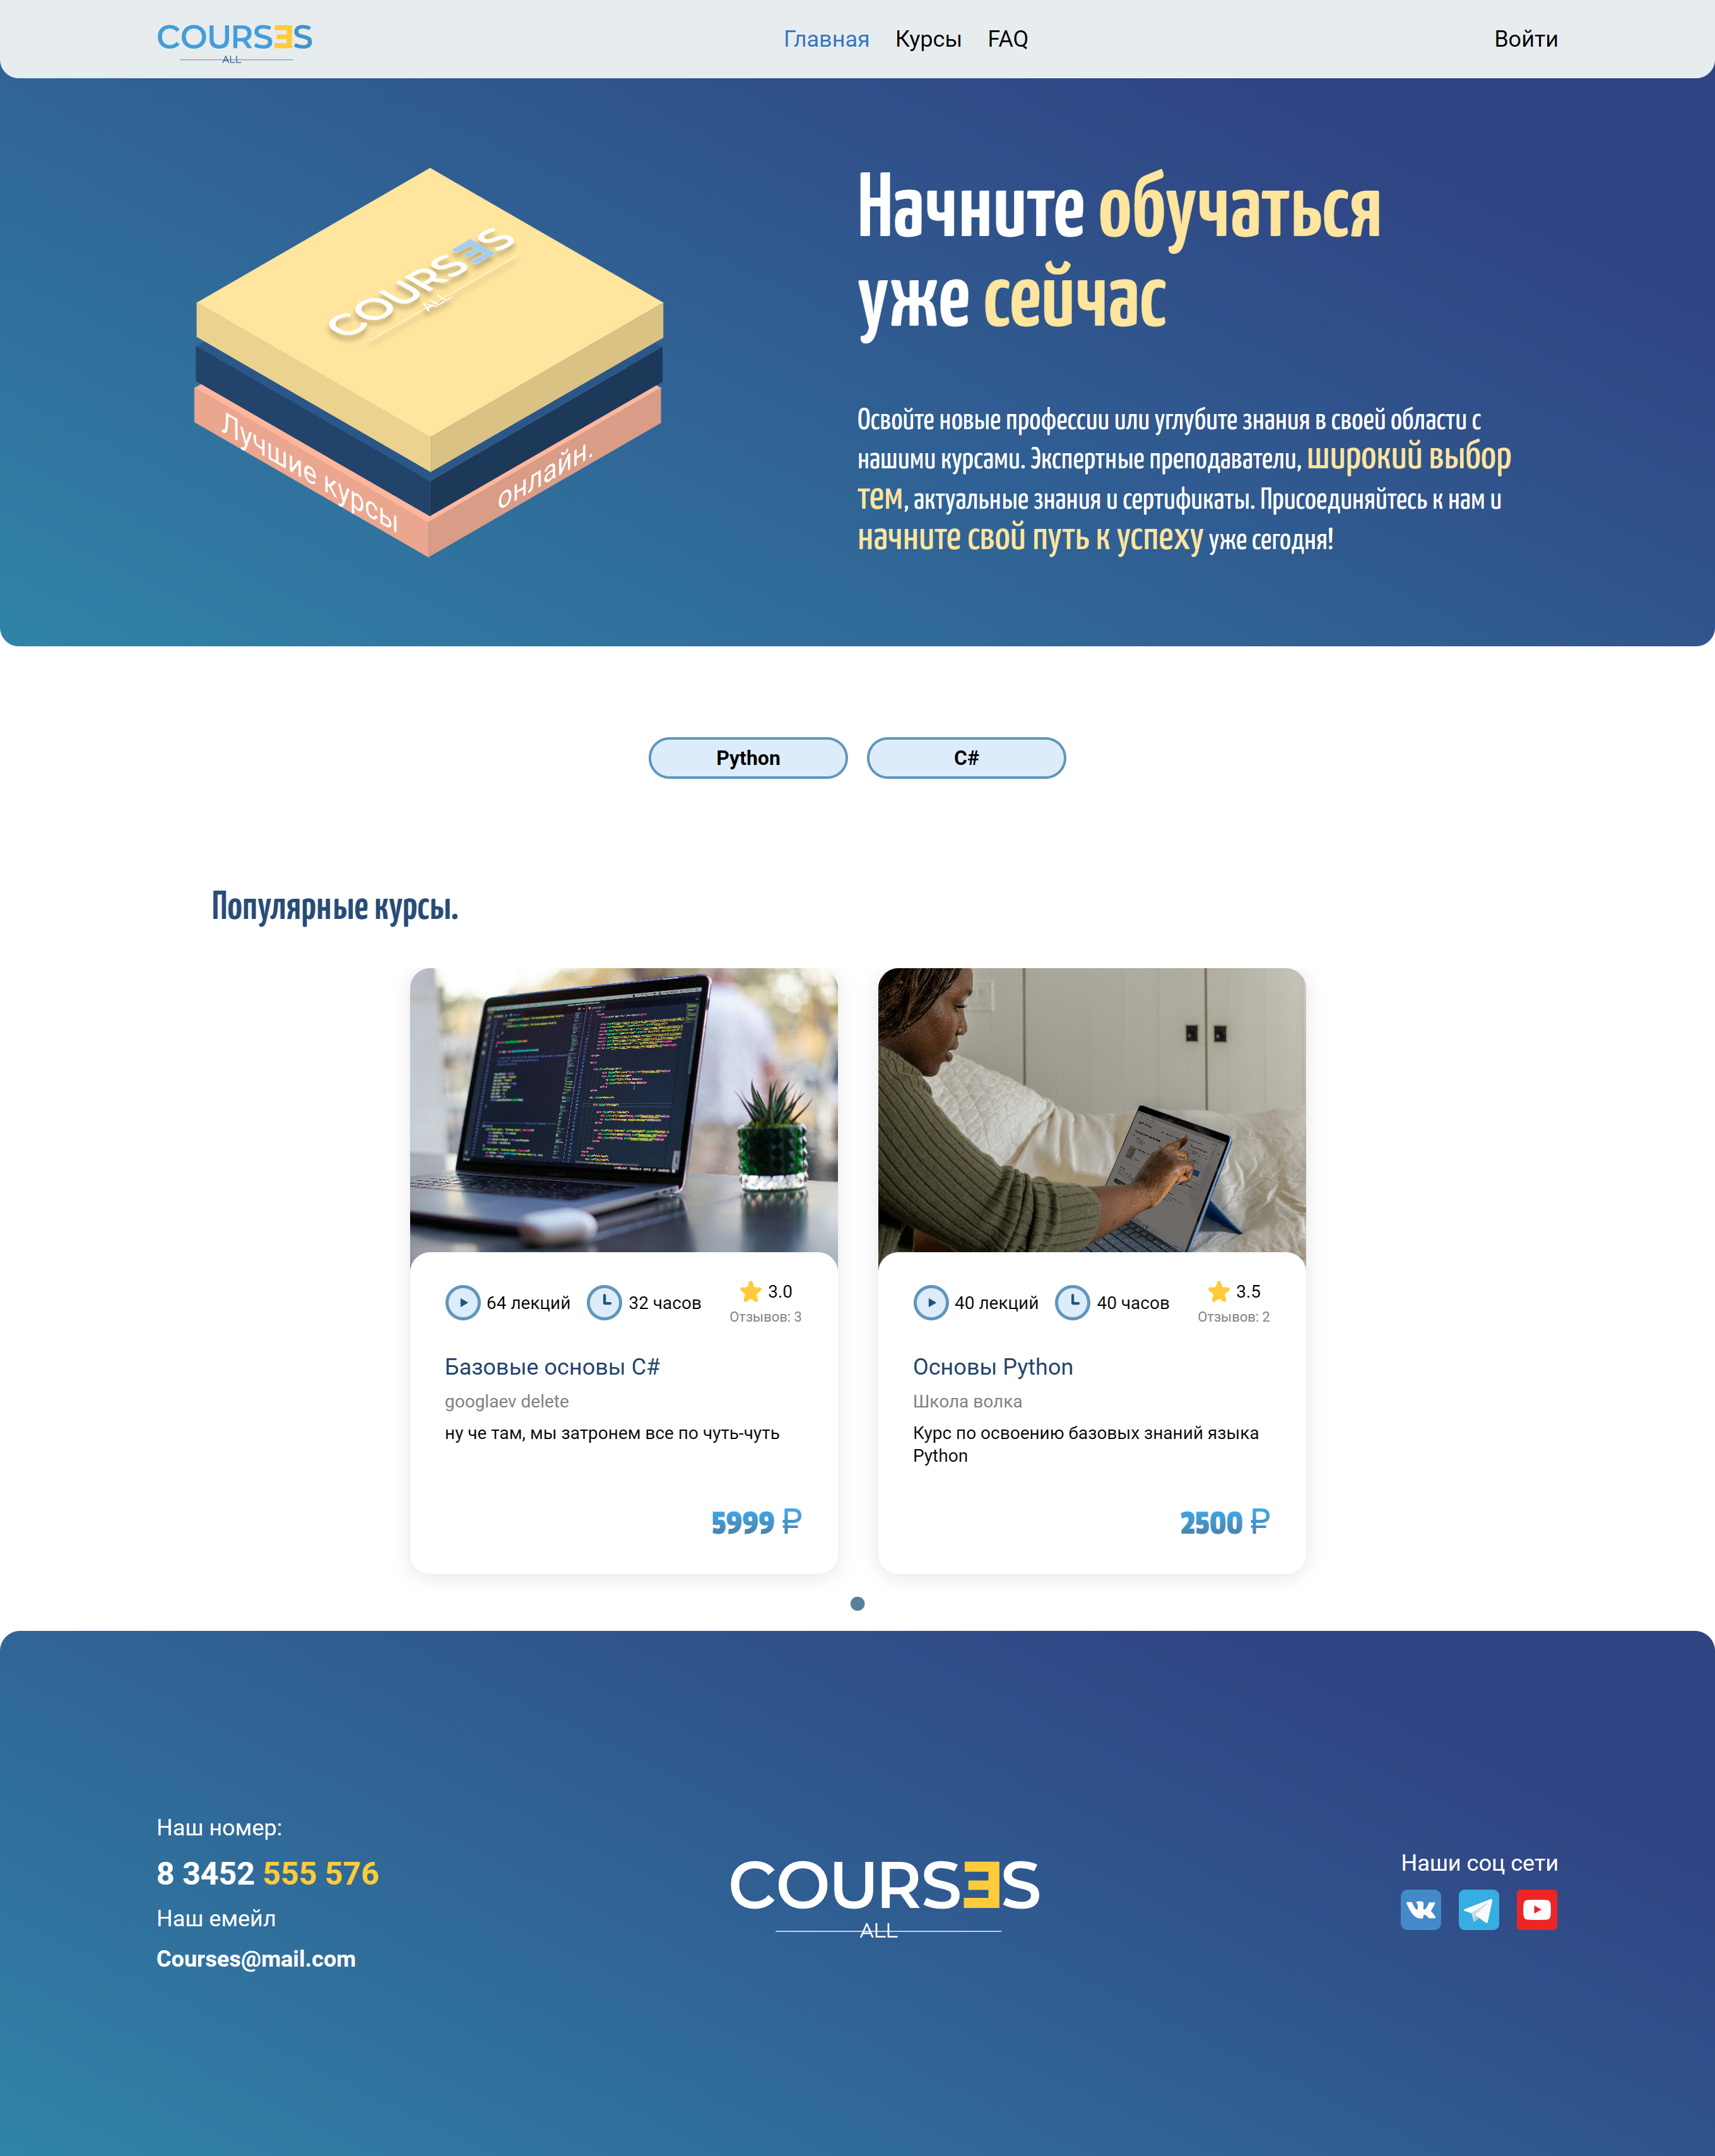 COURSES
ALL
Главная Курсы FAQ
Войти
COURSES
ALL
Лучшие курсы
онлайн.
Начните обучаться
уже сейчас
Освойте новые профессии или углубите знания в своей области с
нашими курсами. Экспертные преподаватели, широкий выбор
тем, актуальные знания и сертификаты. Присоединяйтесь к нам и
начните свой путь к успеху уже сегодня!
Python
C#
Популярные курсы.
64 лекций
32 часов
3.0
Отзывов: 3
Базовые основы C#
googlaev delete
ну че там, мы затронем все по чуть-чуть
5999 ₽
40 лекций
40 часов
3.5
Отзывов: 2
Основы Python
Школа волка
Курс по освоению базовых знаний языка
Python
2500 ₽
Наш номер:
8 3452 555 576
Наш емейл
Courses@mail.com
COURSES
ALL
Наши соц сети